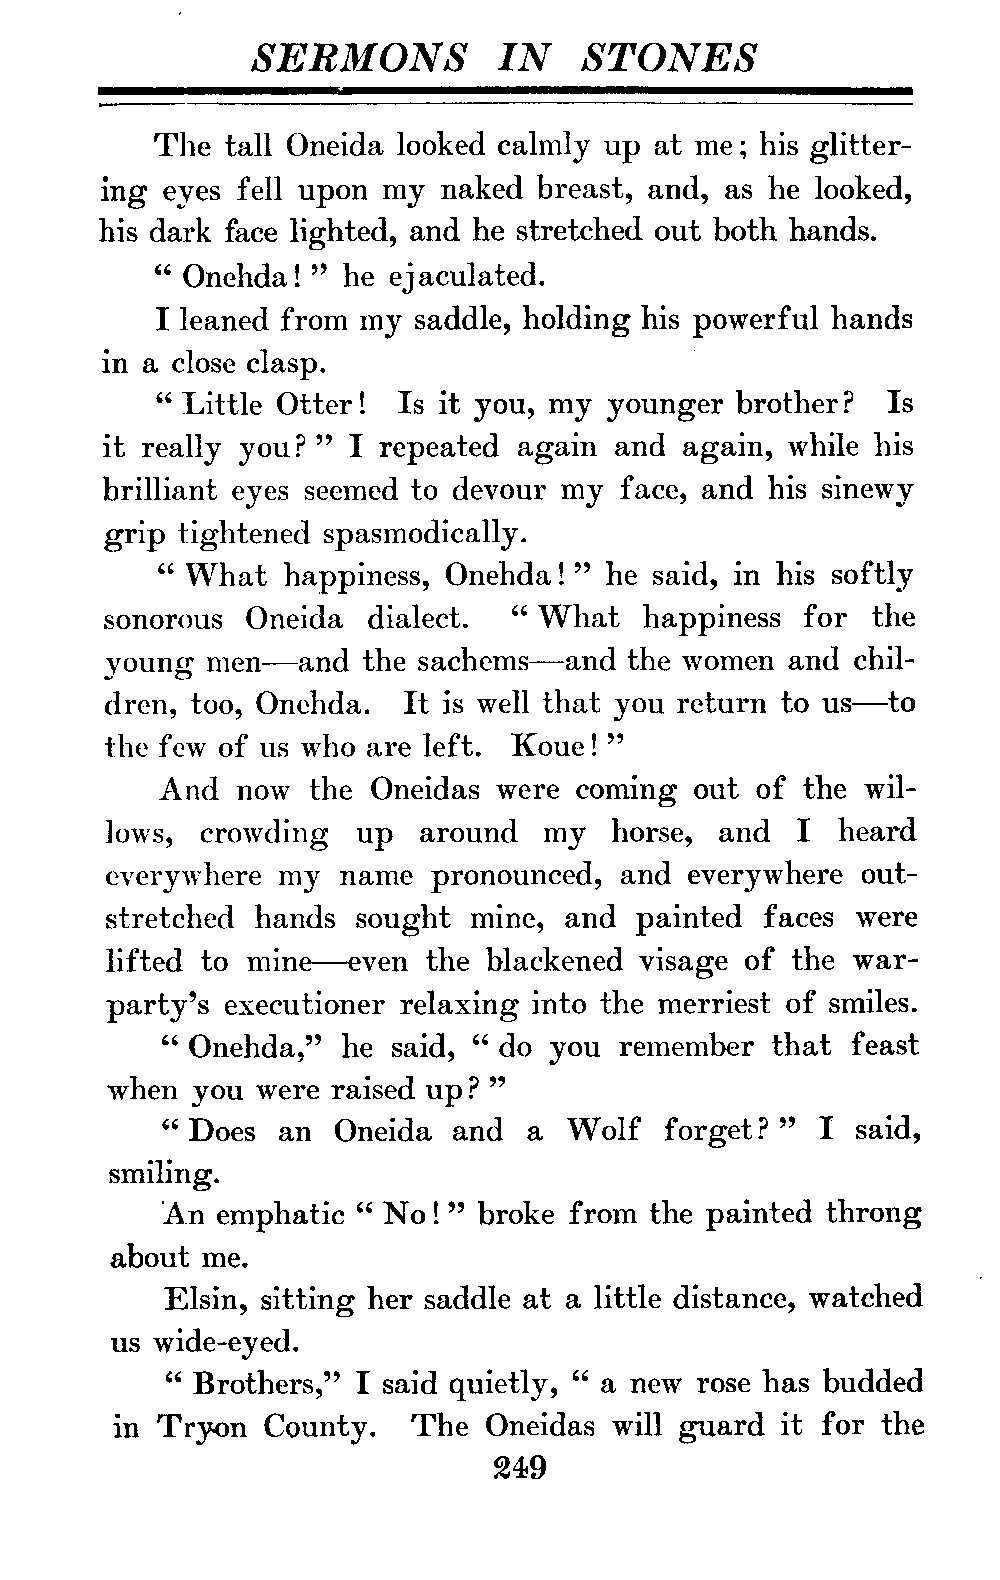 SERMONS IN STONES
The tall Oneida looked calmly up at me; his glitter-
ing eyes fell upon my naked breast, and, as he looked,
his dark face lighted, and he stretched out both hands.
“ Onehda! ” he ejaculated.
I leaned from my saddle, holding his powerful hands
in a close clasp.
“ Little Otter! Is it you, my younger brother? Is
it really you? ” I repeated again and again, while his
brilliant eyes seemed to devour my face, and his sinewy
grip tightened spasmodically.
“ What happiness, Onehda! ” he said, in his softly
sonorous Oneida dialect. “ What happiness for the
young men—and the sachems—and the women and chil-
dren, too, Onehda. It is well that you return to us—to
the few of us who are left. Koue! ”
And now the Oneidas were coming out of the wil-
lows, crowding up around my horse, and I heard
everywhere my name pronounced, and everywhere out-
stretched hands sought mine, and painted faces were
lifted to mine—even the blackened visage of the war-
party’s executioner relaxing into the merriest of smiles.
“ Onehda,” he said, “ do you remember that feast
when you were raised up? ”
“ Does an Oneida and a Wolf forget? ” I said,
smiling.
An emphatic “ No! ” broke from the painted throng
about me.
Elsin, sitting her saddle at a little distance, watched
us wide-eyed.
“ Brothers,” I said quietly, “ a new rose has budded
in Tryon County. The Oneidas will guard it for the
249